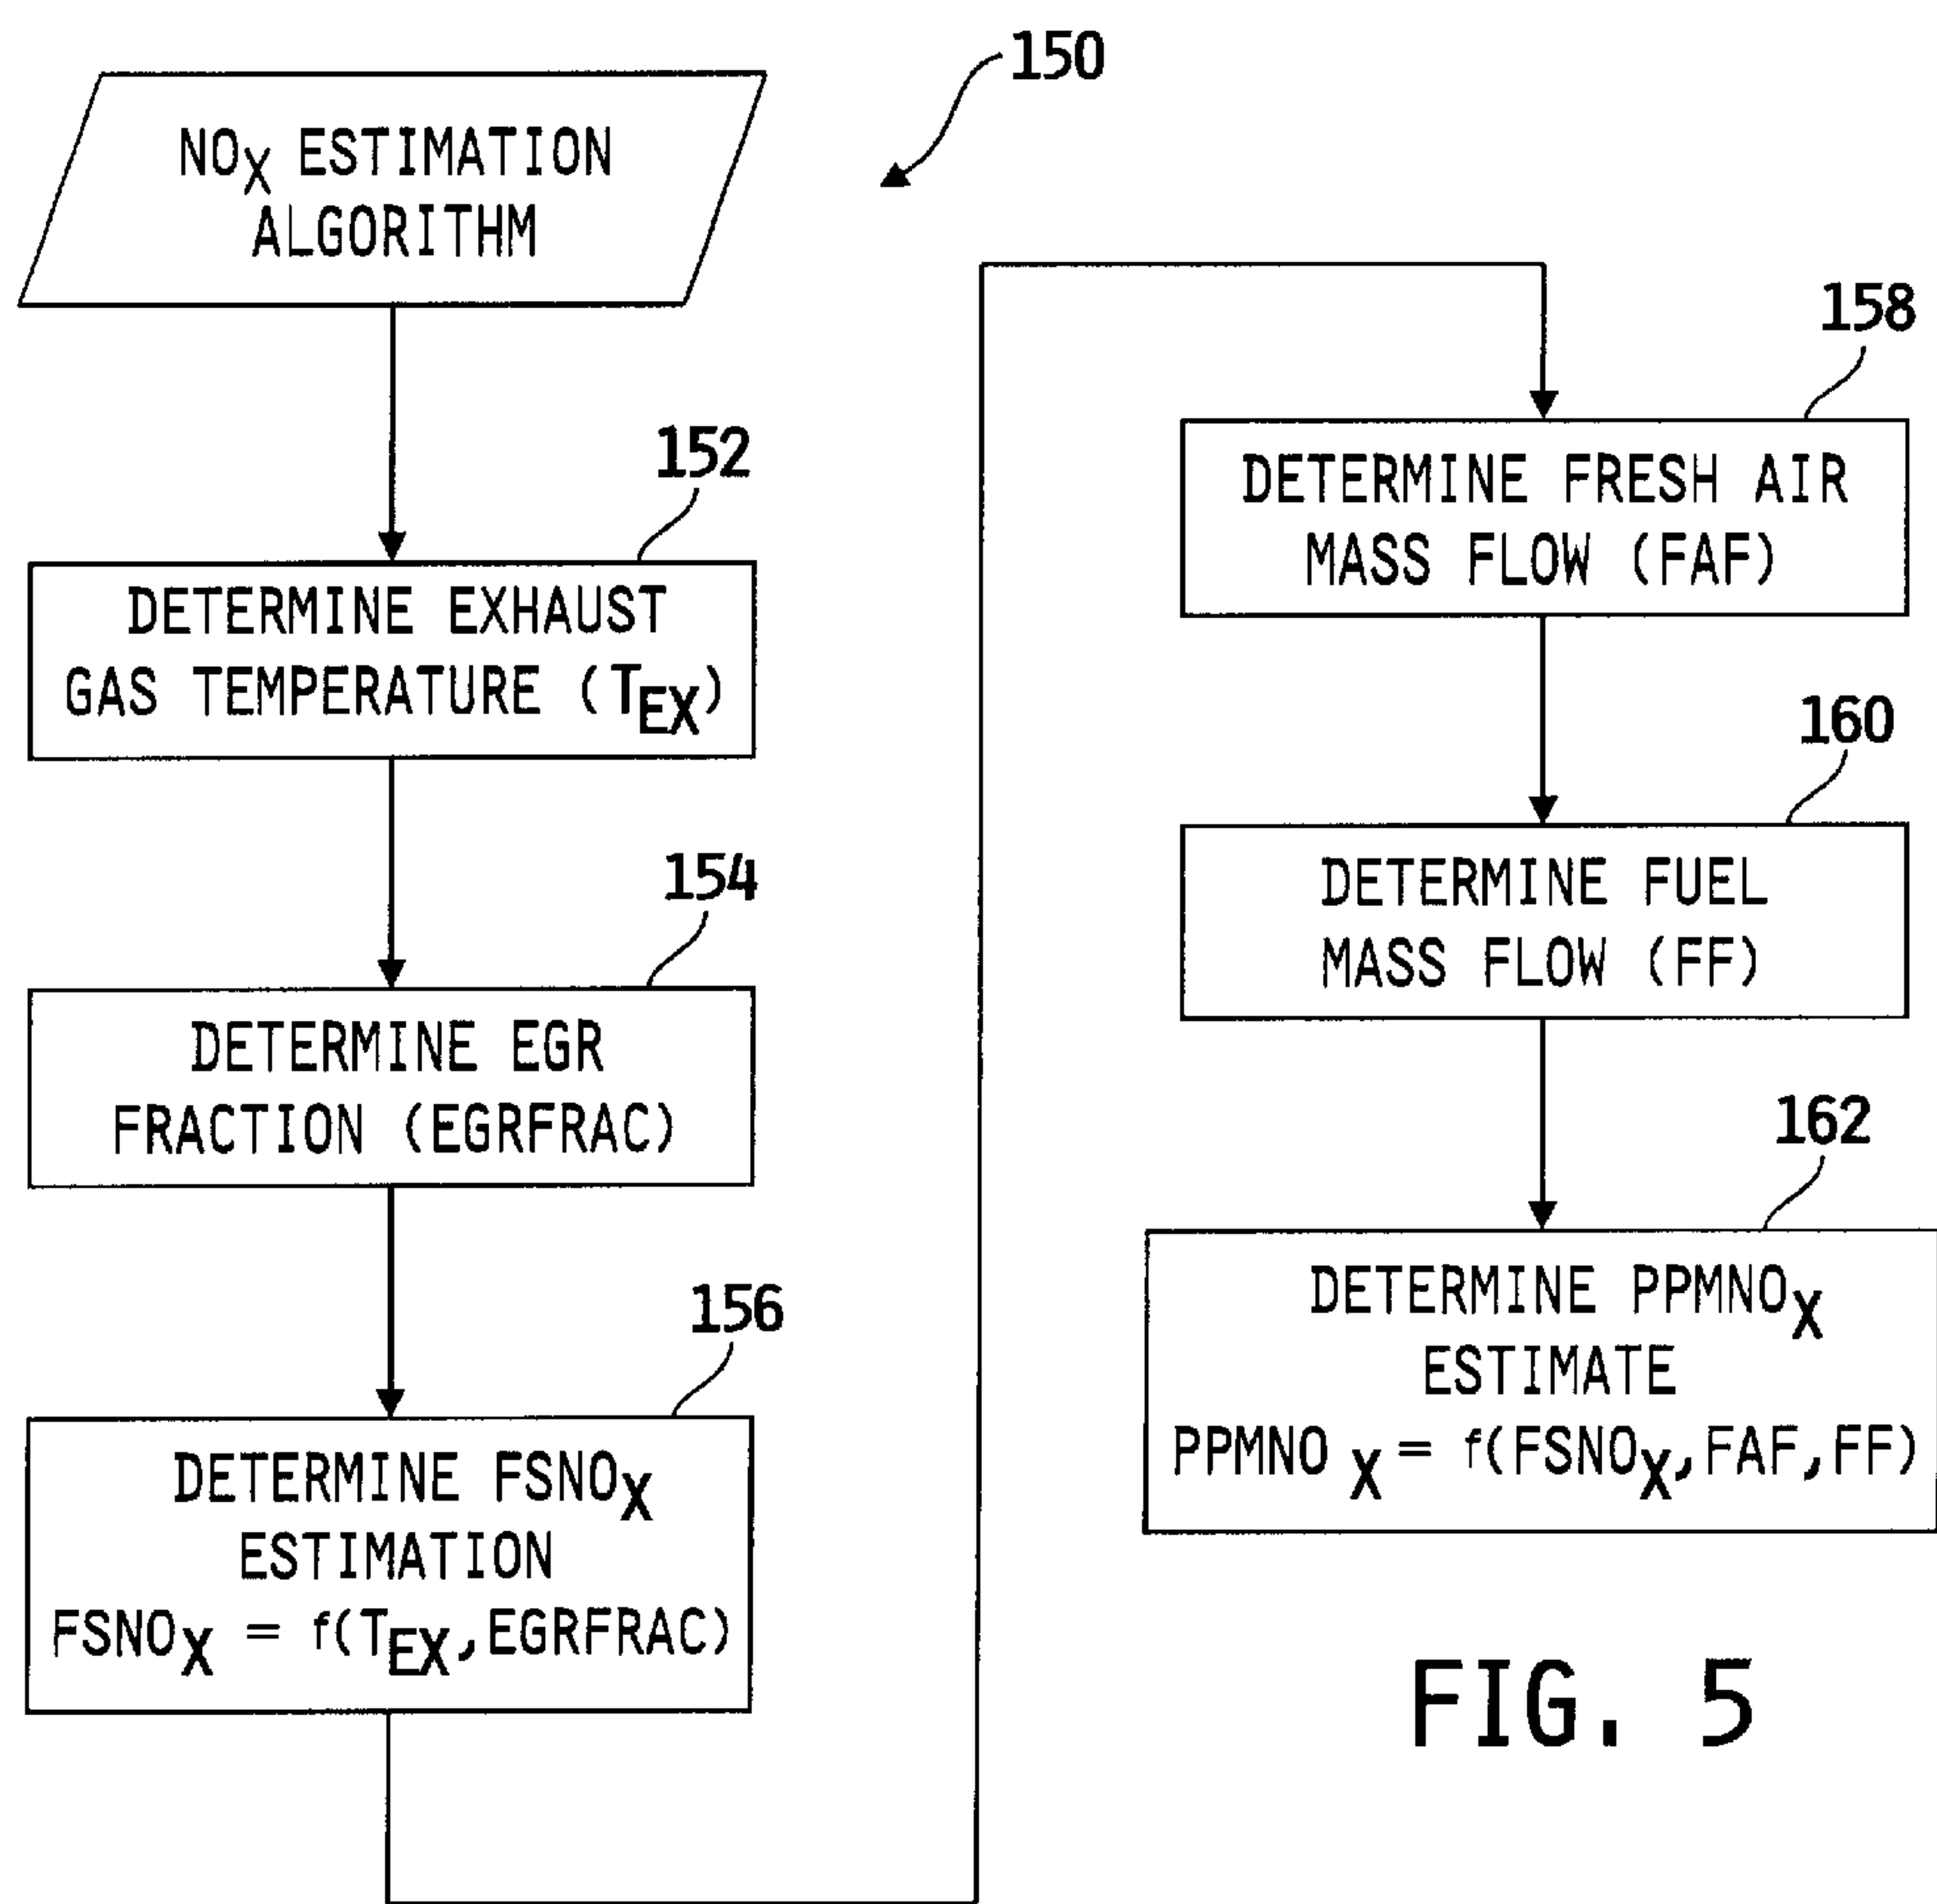 150
NOX ESTIMATION
ALGORITHM
152
DETERMINE EXHAUST
GAS TEMPERATURE (TEX)
154
DETERMINE EGR
FRACTION (EGRFRAC)
156
DETERMINE FSNOX
ESTIMATION
FSNOX = f(TEX,EGRFRAC)
158
DETERMINE FRESH AIR
MASS FLOW (FAF)
160
DETERMINE FUEL
MASS FLOW (FF)
162
DETERMINE PPMNOX
ESTIMATE
PPMNO X = f(FSNOX,FAF,FF)
FIG. 5